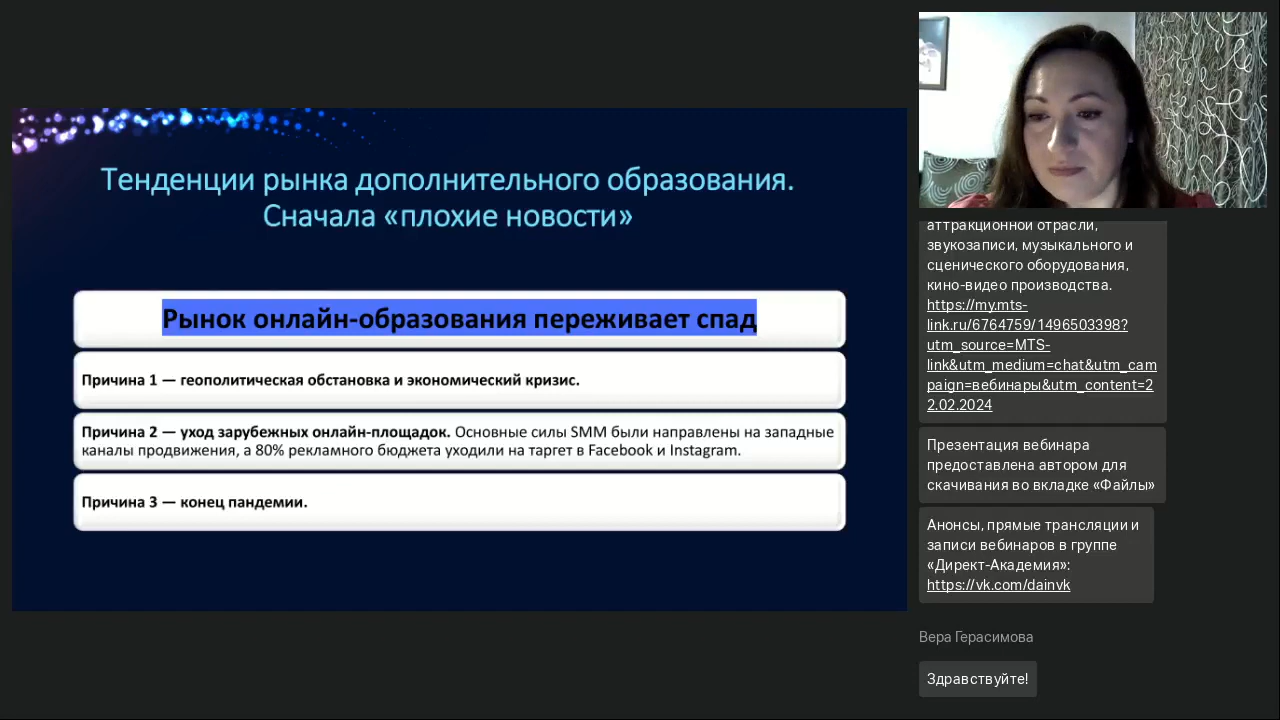 Тенденции рынка дополнительного образования.
Сначала «плохие новости»
Рынок онлайн-образования переживает спад
Причина 1 — геополитическая обстановка и экономический кризис.
Причина 2 — уход зарубежных онлайн-площадок. Основные силы SMM были направлены на западные
каналы продвижения, а 80% рекламного бюджета уходили на таргет в Facebook и Instagram.
Причина 3 — конец пандемии.
аттракционной отрасли,
звукозаписи, музыкального и
сценического оборудования,
кино-видео производства.
https://my.mts-
link.ru/6764759/1496503398?
utm_source=MTS-
link&utm_medium=chat&utm_cam
paign=вебинары&utm_content=2
2.02.2024
Презентация вебинара
предоставлена автором для
скачивания во вкладке «Файлы»
Анонсы, прямые трансляции и
записи вебинаров в группе
«Директ-Академия»:
https://vk.com/dainvk
Вера Герасимова
Здравствуйте!